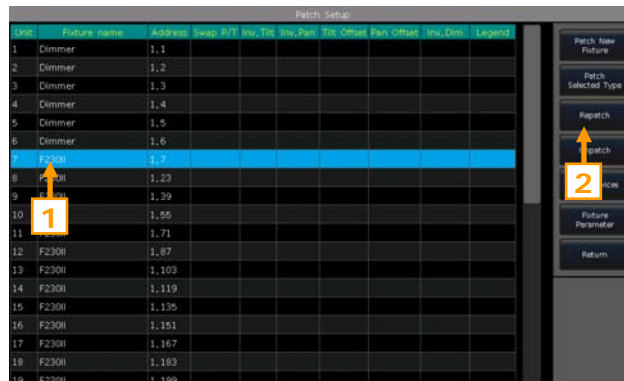 Patch Setup
Unit Fixture name Address Swap P/T Inv,Tilt Inv,Pan Tilt Offset Pan Offset Inv,Dim Legend
1 Dimmer 1,1
2 Dimmer 1,2
3 Dimmer 1,3
4 Dimmer 1,4
5 Dimmer 1,5
6 Dimmer 1,6
7 F230II 1,7
8 1,23
9 1,39
10 1,55
11 1,71
12 F230II 1,87
13 F230II 1,103
14 F230II 1,119
15 F230II 1,135
16 F230II 1,151
17 F230II 1,167
18 F230II 1,183
19 F230II 1,199
1
Patch New
Fixture
Patch
Selected Type
Repatch
2
Fixture
Parameter
Return